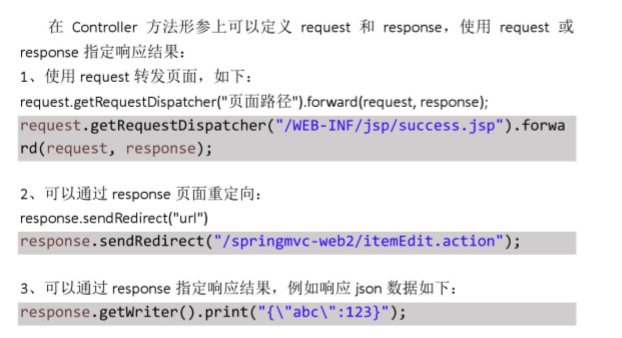 在 Controller 方法形参上可以定义 request 和 response，使用 request 或
response 指定响应结果：
1、使用 request 转发页面，如下：
request.getRequestDispatcher("页面路径").forward(request, response);
request.getRequestDispatcher("/WEB-INF/jsp/success.jsp").forwa
rd(request, response);
2、可以通过 response 页面重定向：
response.sendRedirect("url")
response.sendRedirect("/springmvc-web2/itemEdit.action");
3、可以通过 response 指定响应结果，例如响应 json 数据如下：
response.getWriter().print("{\"abc\":123}");